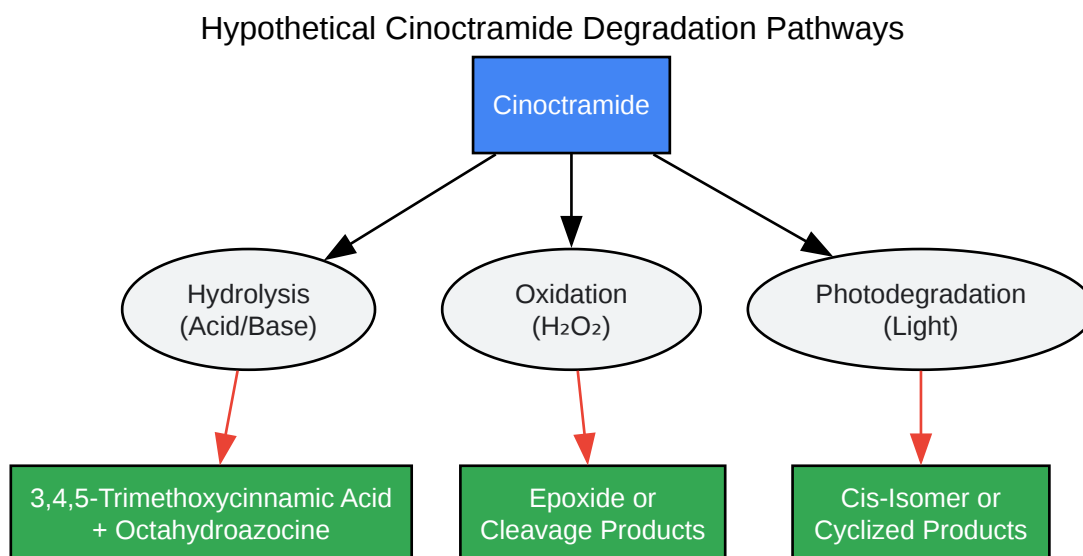 Hypothetical Cinoctramide Degradation Pathways
Cinoctramide
Hydrolysis
(Acid/Base)
Oxidation
(H₂O₂)
Photodegradation
(Light)
3,4,5-Trimethoxycinnamic Acid
+ Octahydroazocine
Epoxide or
Cleavage Products
Cis-Isomer or
Cyclized Products